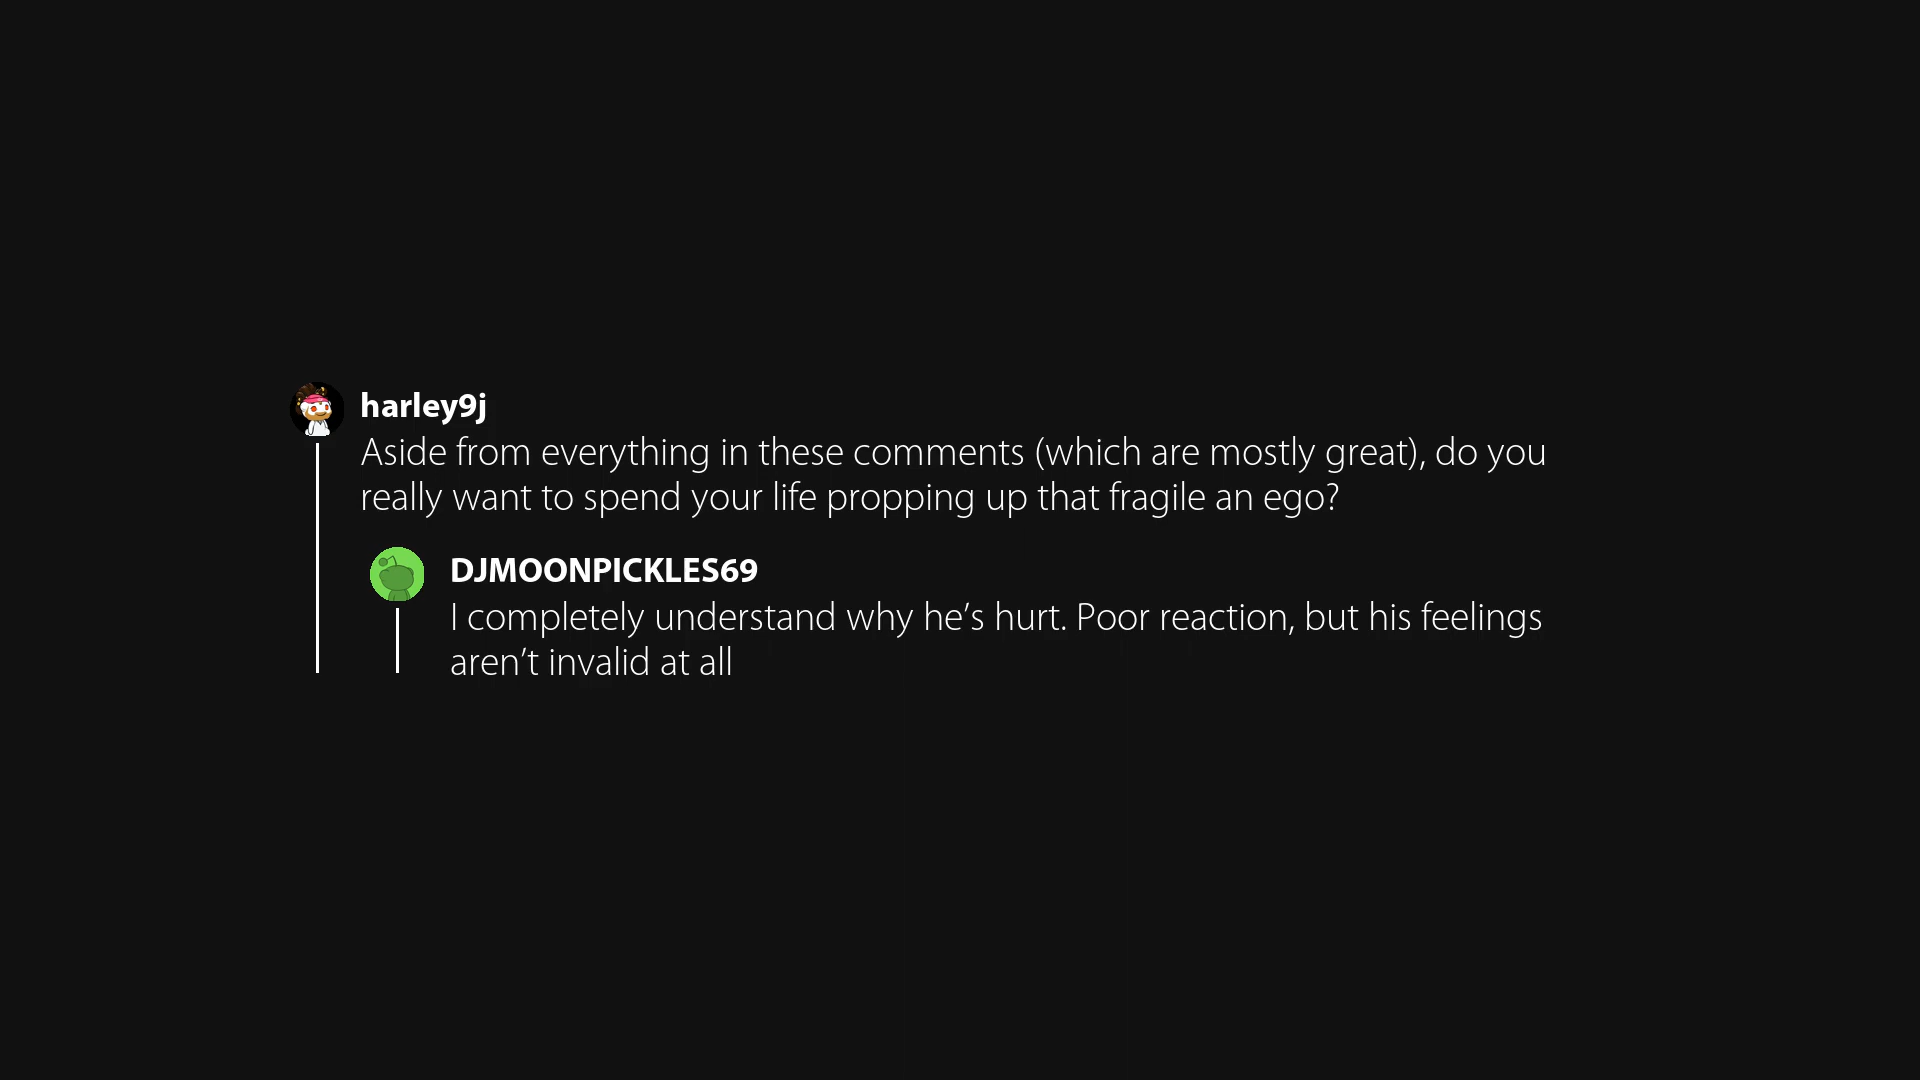 harley9j
Aside from everything in these comments (which are mostly great), do you
really want to spend your life propping up that fragile an ego?
DJMOONPICKLES69
I completely understand why he’s hurt. Poor reaction, but his feelings
aren’t invalid at all